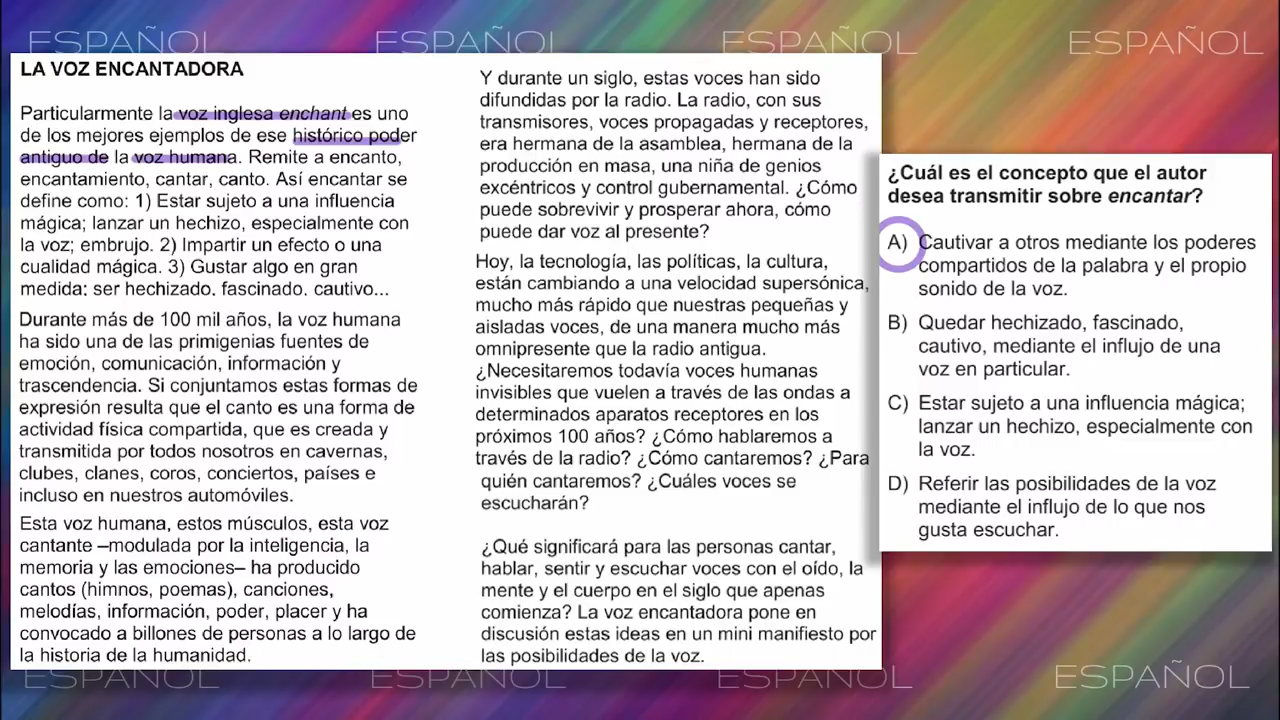 ESPAÑOL
ESPAÑOL
ESPAÑOL
ESPAÑOL
LA VOZ ENCANTADORA
Particularmente la voz inglesa enchant es uno
de los mejores ejemplos de ese histórico poder
antiguo de la voz humana. Remite a encanto,
encantamiento, cantar, canto. Así encantar se
define como: 1) Estar sujeto a una influencia
mágica; lanzar un hechizo, especialmente con
la voz; embrujo. 2) Impartir un efecto o una
cualidad mágica. 3) Gustar algo en gran
medida; ser hechizado, fascinado, cautivo...
Durante más de 100 mil años, la voz humana
ha sido una de las primigenias fuentes de
emoción, comunicación, información y
trascendencia. Si conjuntamos estas formas de
expresión resulta que el canto es una forma de
actividad física compartida, que es creada y
transmitida por todos nosotros en cavernas,
clubes, clanes, coros, conciertos, países e
incluso en nuestros automóviles.
Esta voz humana, estos músculos, esta voz
cantante –modulada por la inteligencia, la
memoria y las emociones– ha producido
cantos (himnos, poemas), canciones,
melodías, información, poder, placer y ha
convocado a billones de personas a lo largo de
la historia de la humanidad.
Y durante un siglo, estas voces han sido
difundidas por la radio. La radio, con sus
transmisores, voces propagadas y receptores,
era hermana de la asamblea, hermana de la
producción en masa, una niña de genios
excéntricos y control gubernamental. ¿Cómo
puede sobrevivir y prosperar ahora, cómo
puede dar voz al presente?
Hoy, la tecnología, las políticas, la cultura,
están cambiando a una velocidad supersónica,
mucho más rápido que nuestras pequeñas y
aisladas voces, de una manera mucho más
omnipresente que la radio antigua.
¿Necesitaremos todavía voces humanas
invisibles que vuelen a través de las ondas a
determinados aparatos receptores en los
próximos 100 años? ¿Cómo hablaremos a
través de la radio? ¿Cómo cantaremos? ¿Para
quién cantaremos? ¿Cuáles voces se
escucharán?
¿Qué significará para las personas cantar,
hablar, sentir y escuchar voces con el oído, la
mente y el cuerpo en el siglo que apenas
comienza? La voz encantadora pone en
discusión estas ideas en un mini manifiesto por
las posibilidades de la voz.
¿Cuál es el concepto que el autor
desea transmitir sobre encantar?
A) Cautivar a otros mediante los poderes
compartidos de la palabra y el propio
sonido de la voz.
B) Quedar hechizado, fascinado,
cautivo, mediante el influjo de una
voz en particular.
C) Estar sujeto a una influencia mágica;
lanzar un hechizo, especialmente con
la voz.
D) Referir las posibilidades de la voz
mediante el influjo de lo que nos
gusta escuchar.
ESPAÑOL
ESPAÑOL
ESPAÑOL
ESPAÑOL